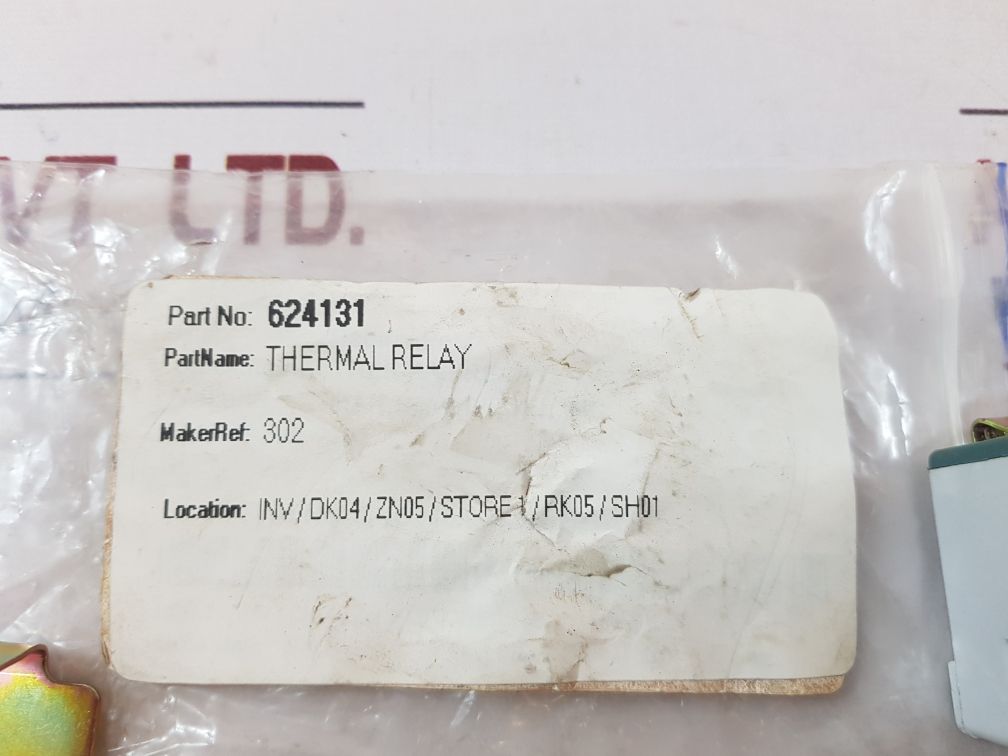 VT LTD.
Part No: 624131
PartName: THERMAL RELAY
MakerRef: 302
Location: INV/DK04/ZN05/STORE 1/RK05/SH01